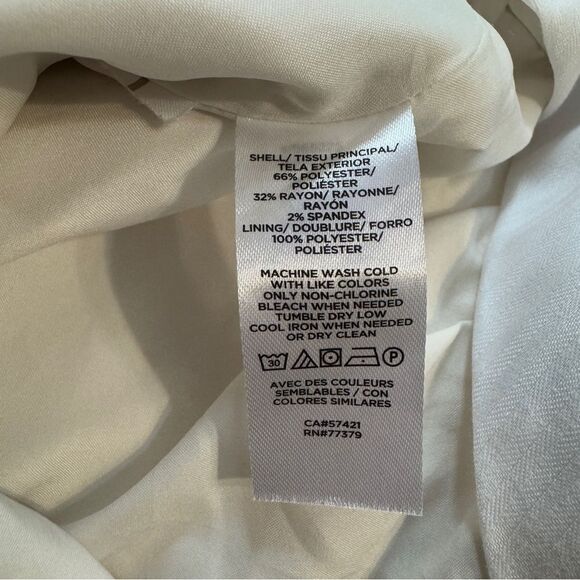 SHELL/ TISSU PRINCIPAL/
TELA EXTERIOR
66% POLYESTER/
POLIÉSTER
32% RAYON/ RAYONNE/
RAYÓN
2% SPANDEX
LINING/ DOUBLURE/ FORRO
100% POLYESTER/
POLIÉSTER
MACHINE WASH COLD
WITH LIKE COLORS
ONLY NON-CHLORINE
BLEACH WHEN NEEDED
TUMBLE DRY LOW
COOL IRON WHEN NEEDED
OR DRY CLEAN
30 P
AVEC DES COULEURS
SEMBLABLES / CON
COLORES SIMILARES
CA#57421
RN#77379